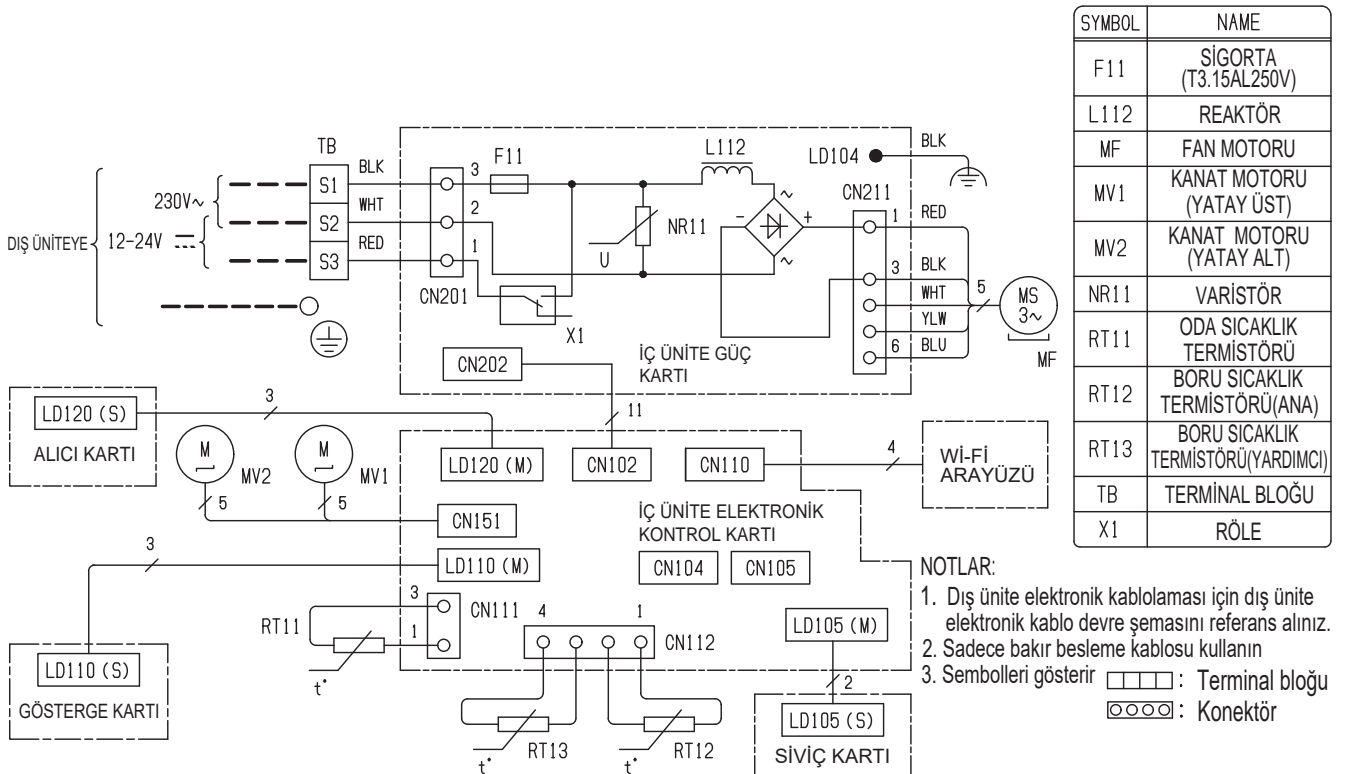 SYMBOL NAME
F11 SİGORTA
(T3.15AL250V)
L112 REAKTÖR
MF FAN MOTORU
MV1 KANAT MOTORU
(YATAY ÜST)
MV2 KANAT MOTORU
(YATAY ALT)
NR11 VARİSTÖR
RT11 ODA SICAKLIK
TERMİSTÖRÜ
RT12 BORU SICAKLIK
TERMİSTÖRÜ(ANA)
RT13 BORU SICAKLIK
TERMİSTÖRÜ(YARDIMCI)
TB TERMİNAL BLOĞU
X1 RÖLE
DIŞ ÜNİTEYE
230V~
12-24V
TB
S1
S2
S3
BLK
WHT
RED
3
2
1
CN201
F11
X1
NR11
U
L112
~
-
+
~
LD104
BLK
CN211
1
3
6
RED
BLK
WHT
YLW
BLU
5
MS
3~
MF
İÇ ÜNİTE GÜÇ
KARTI
CN202
11
LD120 (S)
ALICI KARTI
3
M
MV2
M
MV1
5
5
LD120 (M)
CN102
CN110
4
Wİ-Fİ
ARAYÜZÜ
CN151
İÇ ÜNİTE ELEKTRONİK
KONTROL KARTI
LD110 (M)
3
CN104
CN105
LD110 (S)
GÖSTERGE KARTI
RT11
t°
3
1
CN111
4
1
CN112
RT13
t°
RT12
t°
LD105 (M)
2
LD105 (S)
SİVİÇ KARTI
NOTLAR:
1. Dış ünite elektronik kablolaması için dış ünite
elektronik kablo devre şemasını referans alınız.
2. Sadece bakır besleme kablosu kullanın
3. Sembolleri gösterir : Terminal bloğu
: Konektör